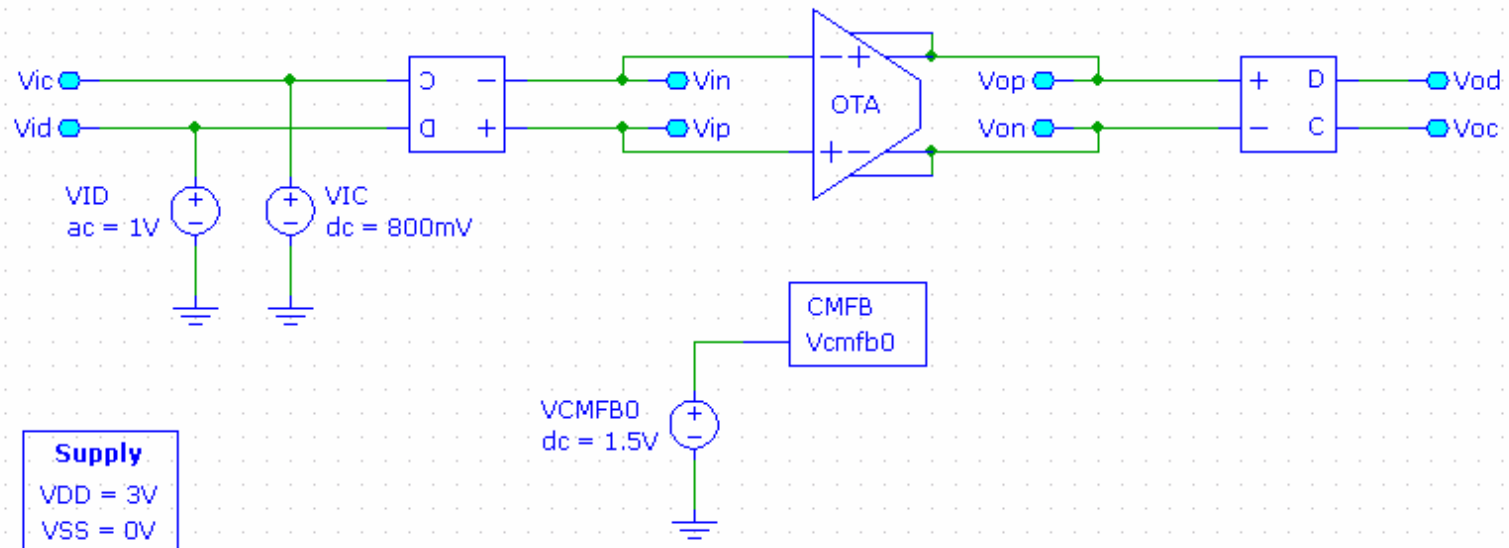 Vic
Vid
C −
D +
Vin
Vip
− +
OTA
+ −
Vop
Von
+ D
− C
Vod
Voc
VID
ac = 1V
+
−
+
−
VIC
dc = 800mV
CMFB
Vcmfb0
VCMFB0
dc = 1.5V
+
−
Supply
VDD = 3V
VSS = 0V